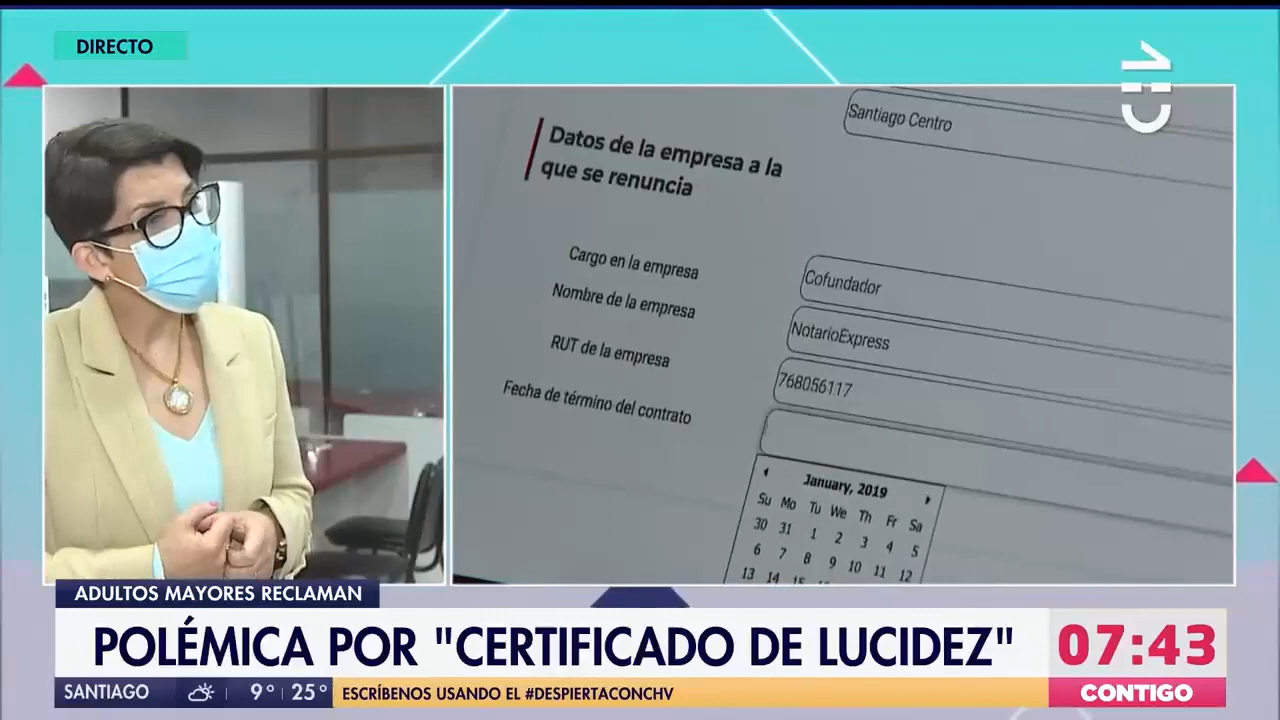 DIRECTO
CHV
Santiago Centro
Datos de la empresa a la
que se renuncia
Cargo en la empresa
Cofundador
Nombre de la empresa
NotarioExpress
RUT de la empresa
768056117
Fecha de término del contrato
January, 2019
Su Mo Tu We Th Fr Sa
30 31 1 2 3 4 5
6 7 8 9 10 11 12
13 14 15
ADULTOS MAYORES RECLAMAN
POLÉMICA POR "CERTIFICADO DE LUCIDEZ"
07:43
SANTIAGO 9° 25° ESCRÍBENOS USANDO EL #DESPIERTACONCHV
CONTIGO